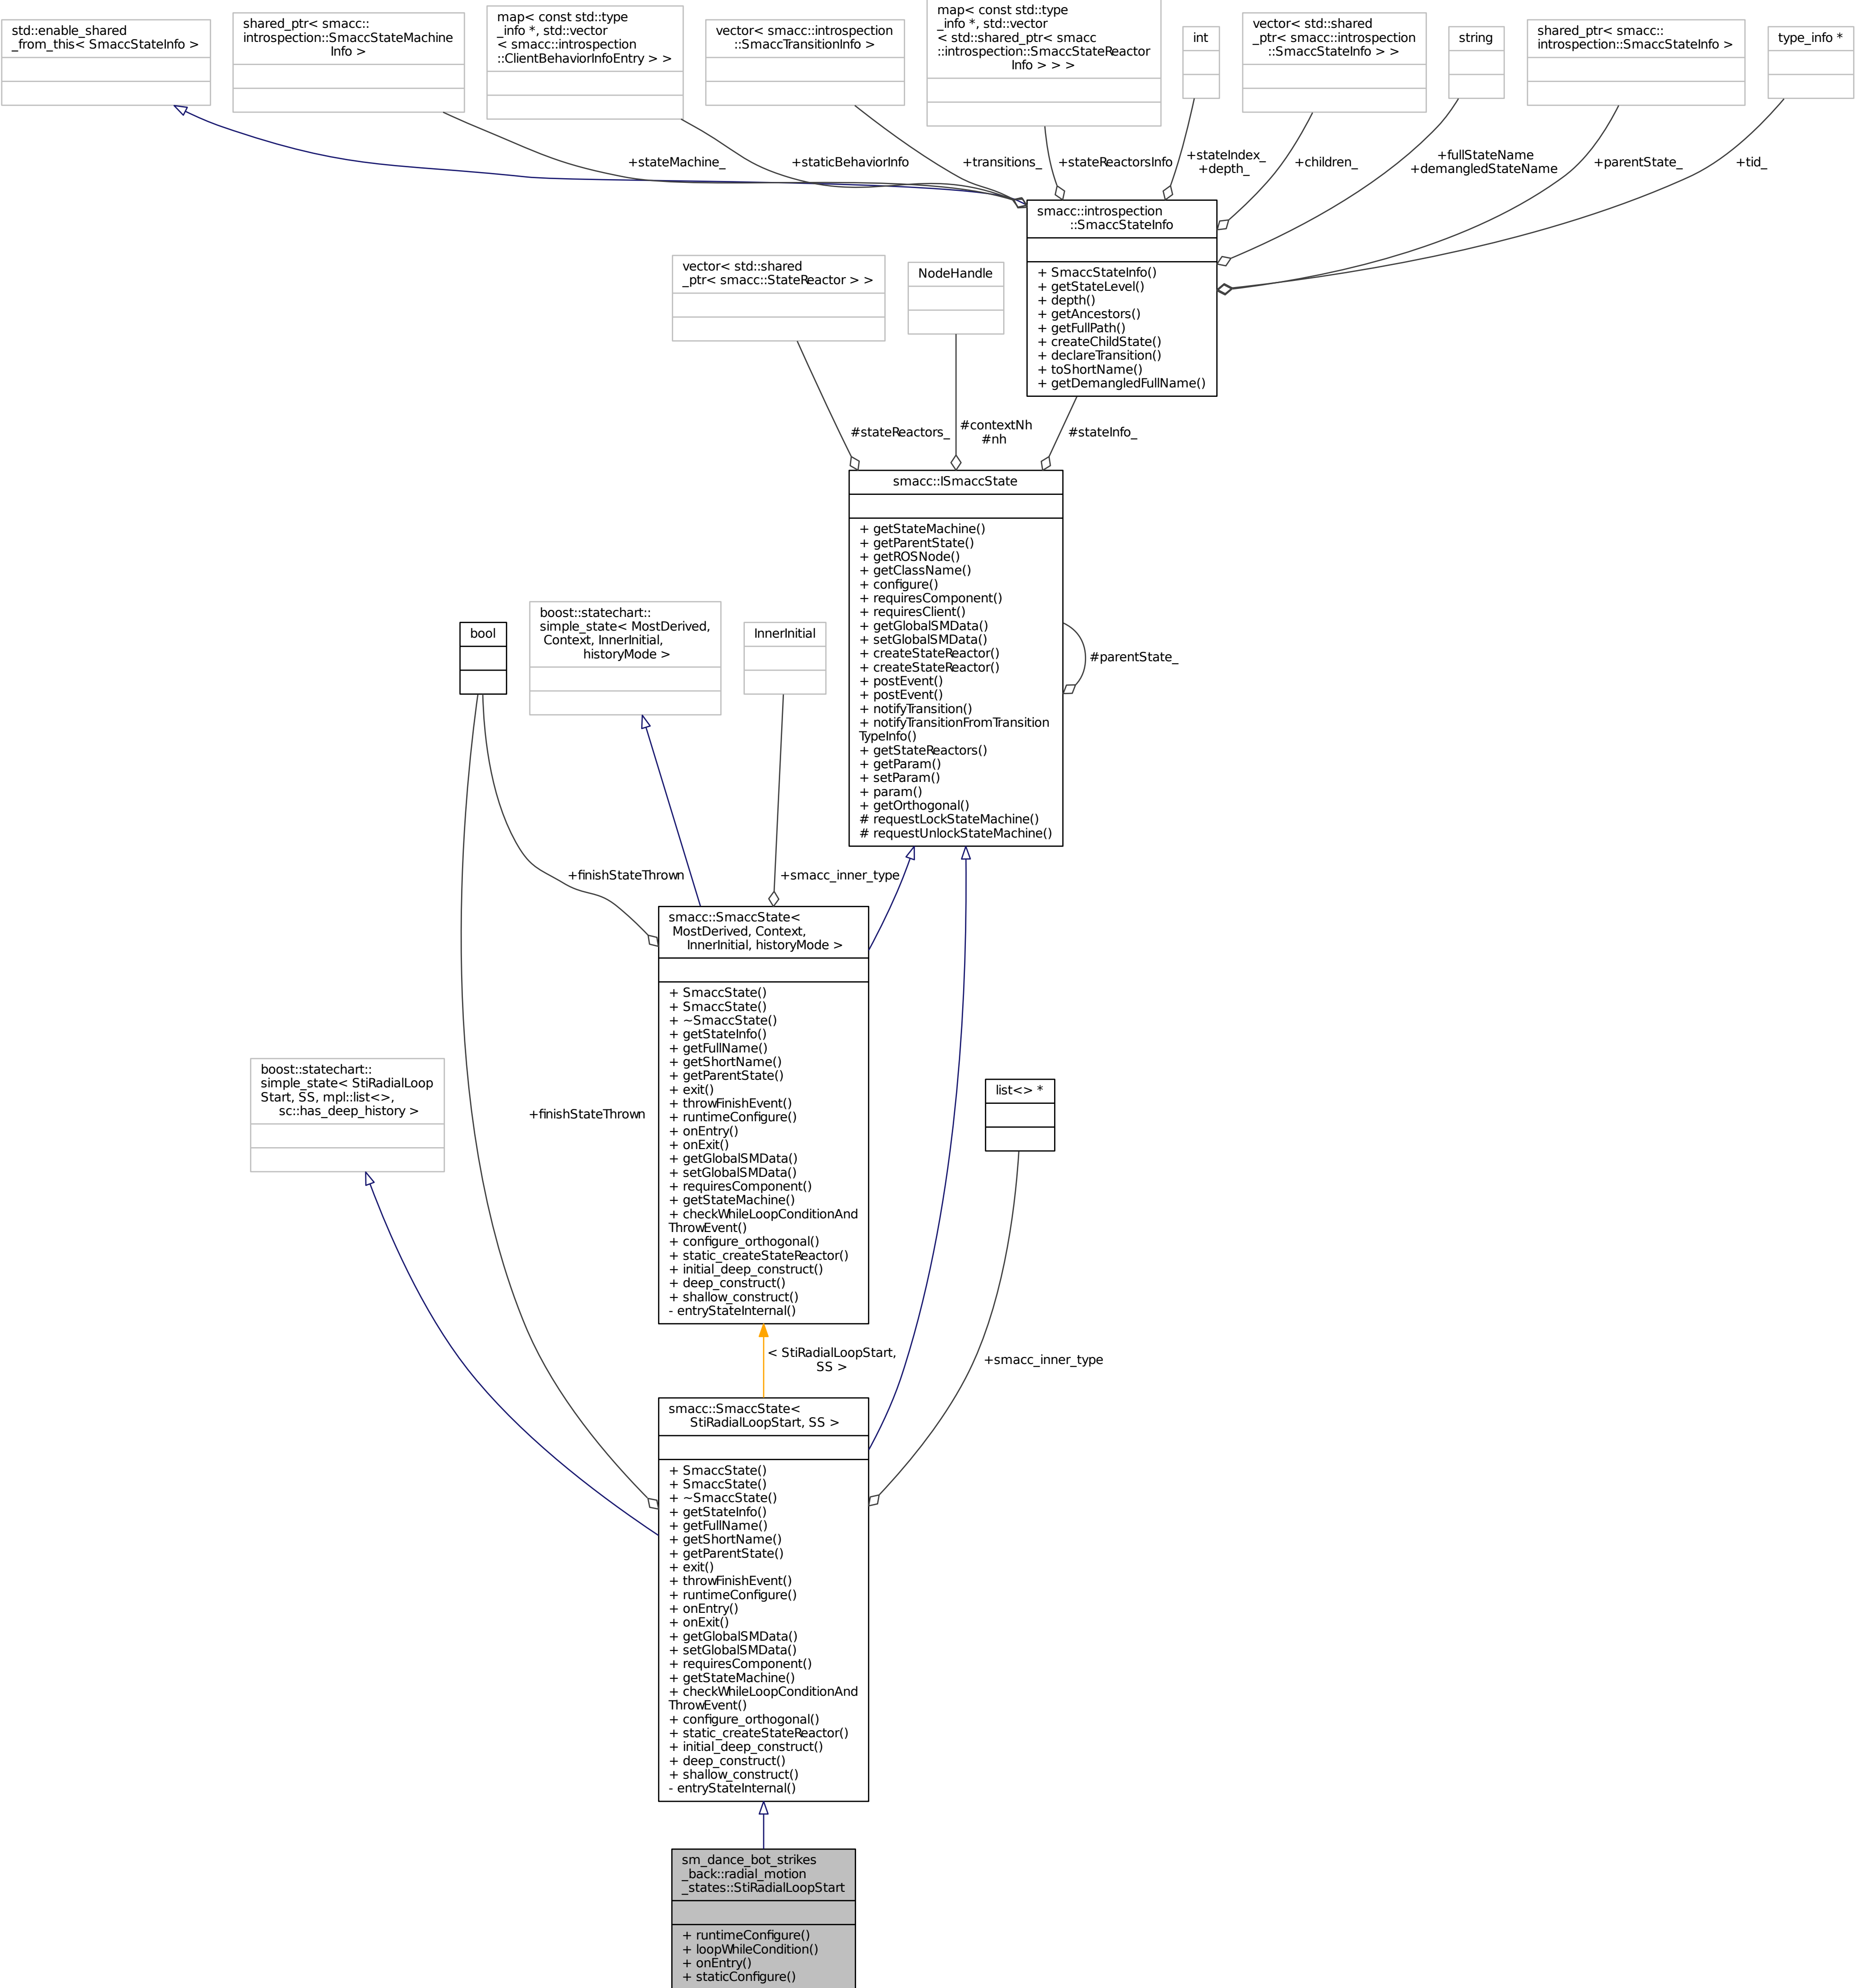 std::enable_shared
_from_this< SmaccStateInfo >
shared_ptr< smacc::
introspection::SmaccStateMachine
Info >
map< const std::type
_info *, std::vector
< smacc::introspection
::ClientBehaviorInfoEntry > >
vector< smacc::introspection
::SmaccTransitionInfo >
map< const std::type
_info *, std::vector
< std::shared_ptr< smacc
::introspection::SmaccStateReactor
Info > > >
int
vector< std::shared
_ptr< smacc::introspection
::SmaccStateInfo > >
string
shared_ptr< smacc::
introspection::SmaccStateInfo >
type_info *
+stateMachine_
+staticBehaviorInfo
+transitions_
+stateReactorsInfo
+stateIndex_
+depth_
+children_
+fullStateName
+demangledStateName
+parentState_
+tid_
smacc::introspection
::SmaccStateInfo
+ SmaccStateInfo()
+ getStateLevel()
+ depth()
+ getAncestors()
+ getFullPath()
+ createChildState()
+ declareTransition()
+ toShortName()
+ getDemangledFullName()
vector< std::shared
_ptr< smacc::StateReactor > >
NodeHandle
#stateReactors_
#contextNh
#nh
#stateInfo_
smacc::ISmaccState
+ getStateMachine()
+ getParentState()
+ getROSNode()
+ getClassName()
+ configure()
+ requiresComponent()
+ requiresClient()
+ getGlobalSMData()
+ setGlobalSMData()
+ createStateReactor()
+ createStateReactor()
+ postEvent()
+ postEvent()
+ notifyTransition()
+ notifyTransitionFromTransition
TypeInfo()
+ getStateReactors()
+ getParam()
+ setParam()
+ param()
+ getOrthogonal()
# requestLockStateMachine()
# requestUnlockStateMachine()
#parentState_
bool
boost::statechart::
simple_state< MostDerived,
Context, InnerInitial,
historyMode >
InnerInitial
+finishStateThrown
+smacc_inner_type
smacc::SmaccState<
MostDerived, Context,
InnerInitial, historyMode >
+ SmaccState()
+ SmaccState()
+ ~SmaccState()
+ getStateInfo()
+ getFullName()
+ getShortName()
+ getParentState()
+ exit()
+ throwFinishEvent()
+ runtimeConfigure()
+ onEntry()
+ onExit()
+ getGlobalSMData()
+ setGlobalSMData()
+ requiresComponent()
+ getStateMachine()
+ checkWhileLoopConditionAnd
ThrowEvent()
+ configure_orthogonal()
+ static_createStateReactor()
+ initial_deep_construct()
+ deep_construct()
+ shallow_construct()
- entryStateInternal()
boost::statechart::
simple_state< StiRadialLoop
Start, SS, mpl::list<>,
sc::has_deep_history >
+finishStateThrown
list<> *
< StiRadialLoopStart,
SS >
+smacc_inner_type
smacc::SmaccState<
StiRadialLoopStart, SS >
+ SmaccState()
+ SmaccState()
+ ~SmaccState()
+ getStateInfo()
+ getFullName()
+ getShortName()
+ getParentState()
+ exit()
+ throwFinishEvent()
+ runtimeConfigure()
+ onEntry()
+ onExit()
+ getGlobalSMData()
+ setGlobalSMData()
+ requiresComponent()
+ getStateMachine()
+ checkWhileLoopConditionAnd
ThrowEvent()
+ configure_orthogonal()
+ static_createStateReactor()
+ initial_deep_construct()
+ deep_construct()
+ shallow_construct()
- entryStateInternal()
sm_dance_bot_strikes
_back::radial_motion
_states::StiRadialLoopStart
+ runtimeConfigure()
+ loopWhileCondition()
+ onEntry()
+ staticConfigure()